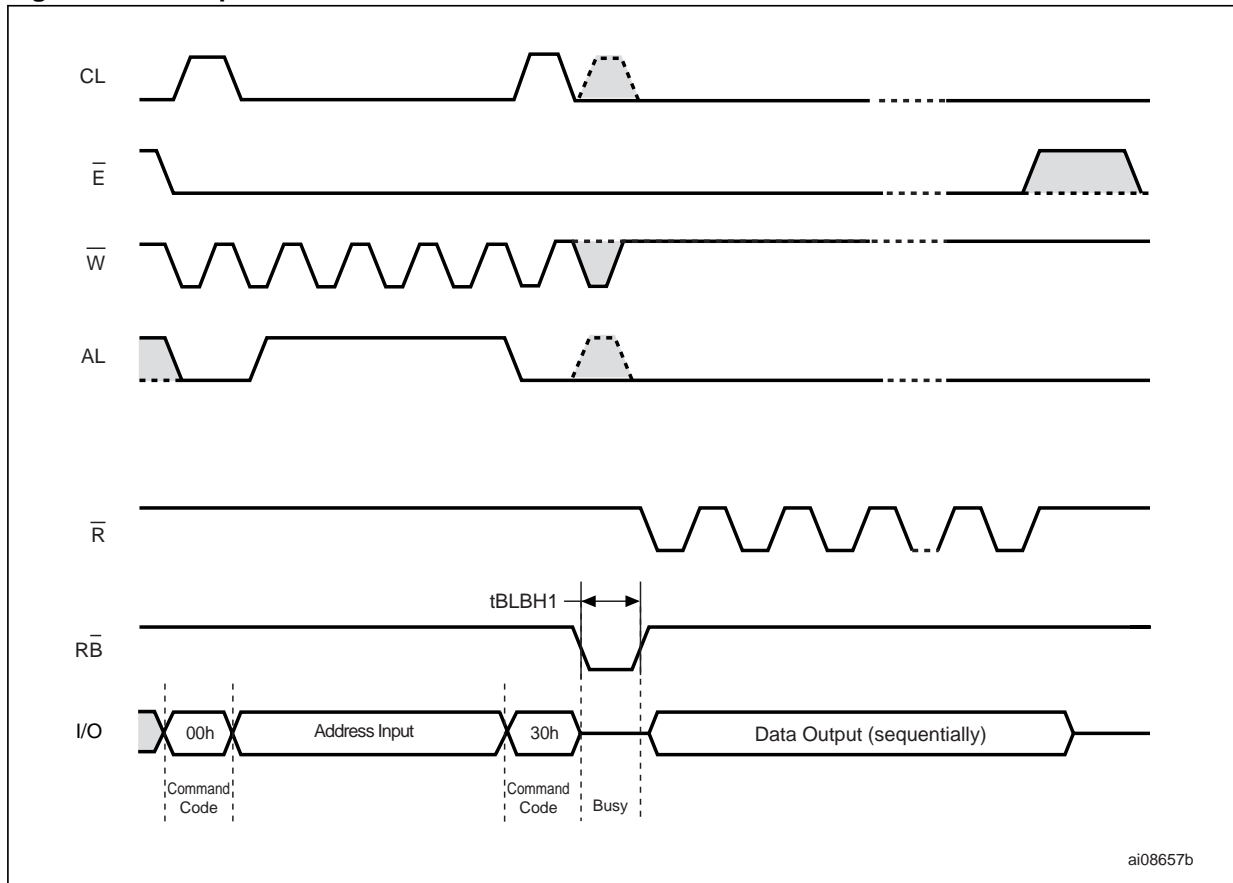 CL
E̅
W̅
AL
R̅
tBLBH1
RB̅
I/O
00h
Address Input
30h
Data Output (sequentially)
Command
Code
Command
Code
Busy
ai08657b